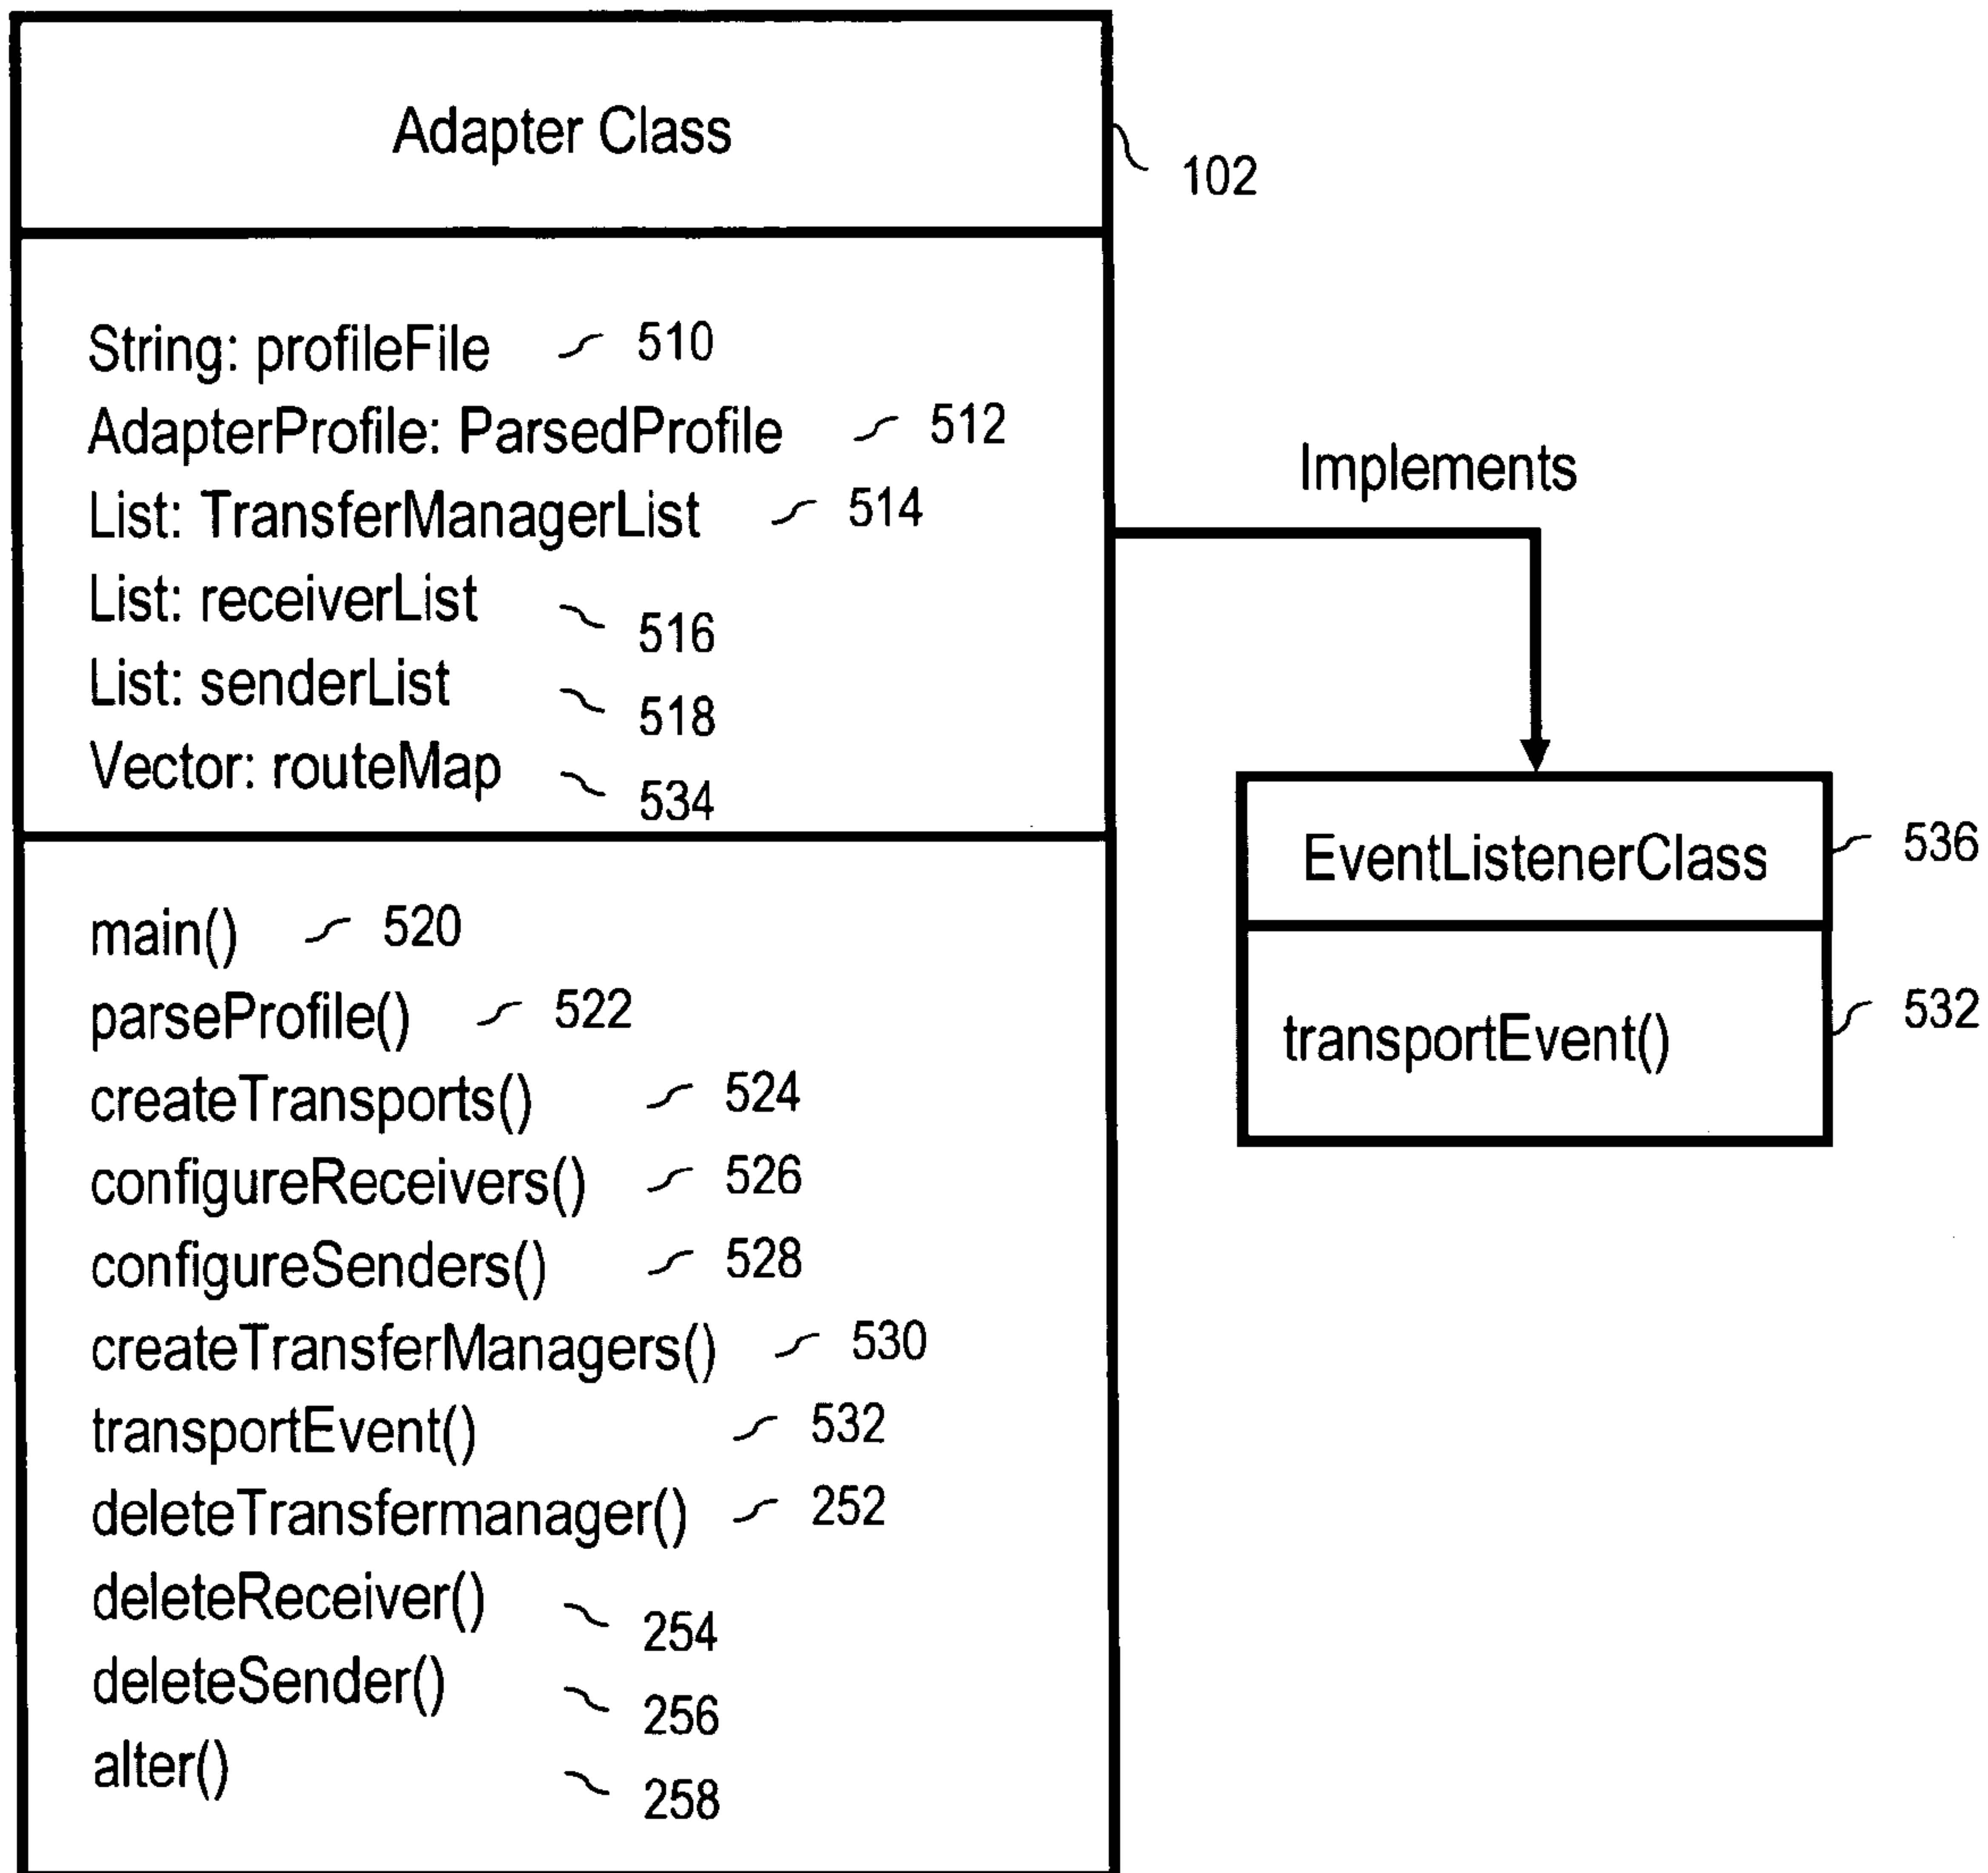 Adapter Class
102
String: profileFile 510
AdapterProfile: ParsedProfile 512
List: TransferManagerList 514
List: receiverList 516
List: senderList 518
Vector: routeMap 534
main() 520
parseProfile() 522
createTransports() 524
configureReceivers() 526
configureSenders() 528
createTransferManagers() 530
transportEvent() 532
deleteTransfermanager() 252
deleteReceiver() 254
deleteSender() 256
alter() 258
Implements
EventListenerClass 536
transportEvent() 532